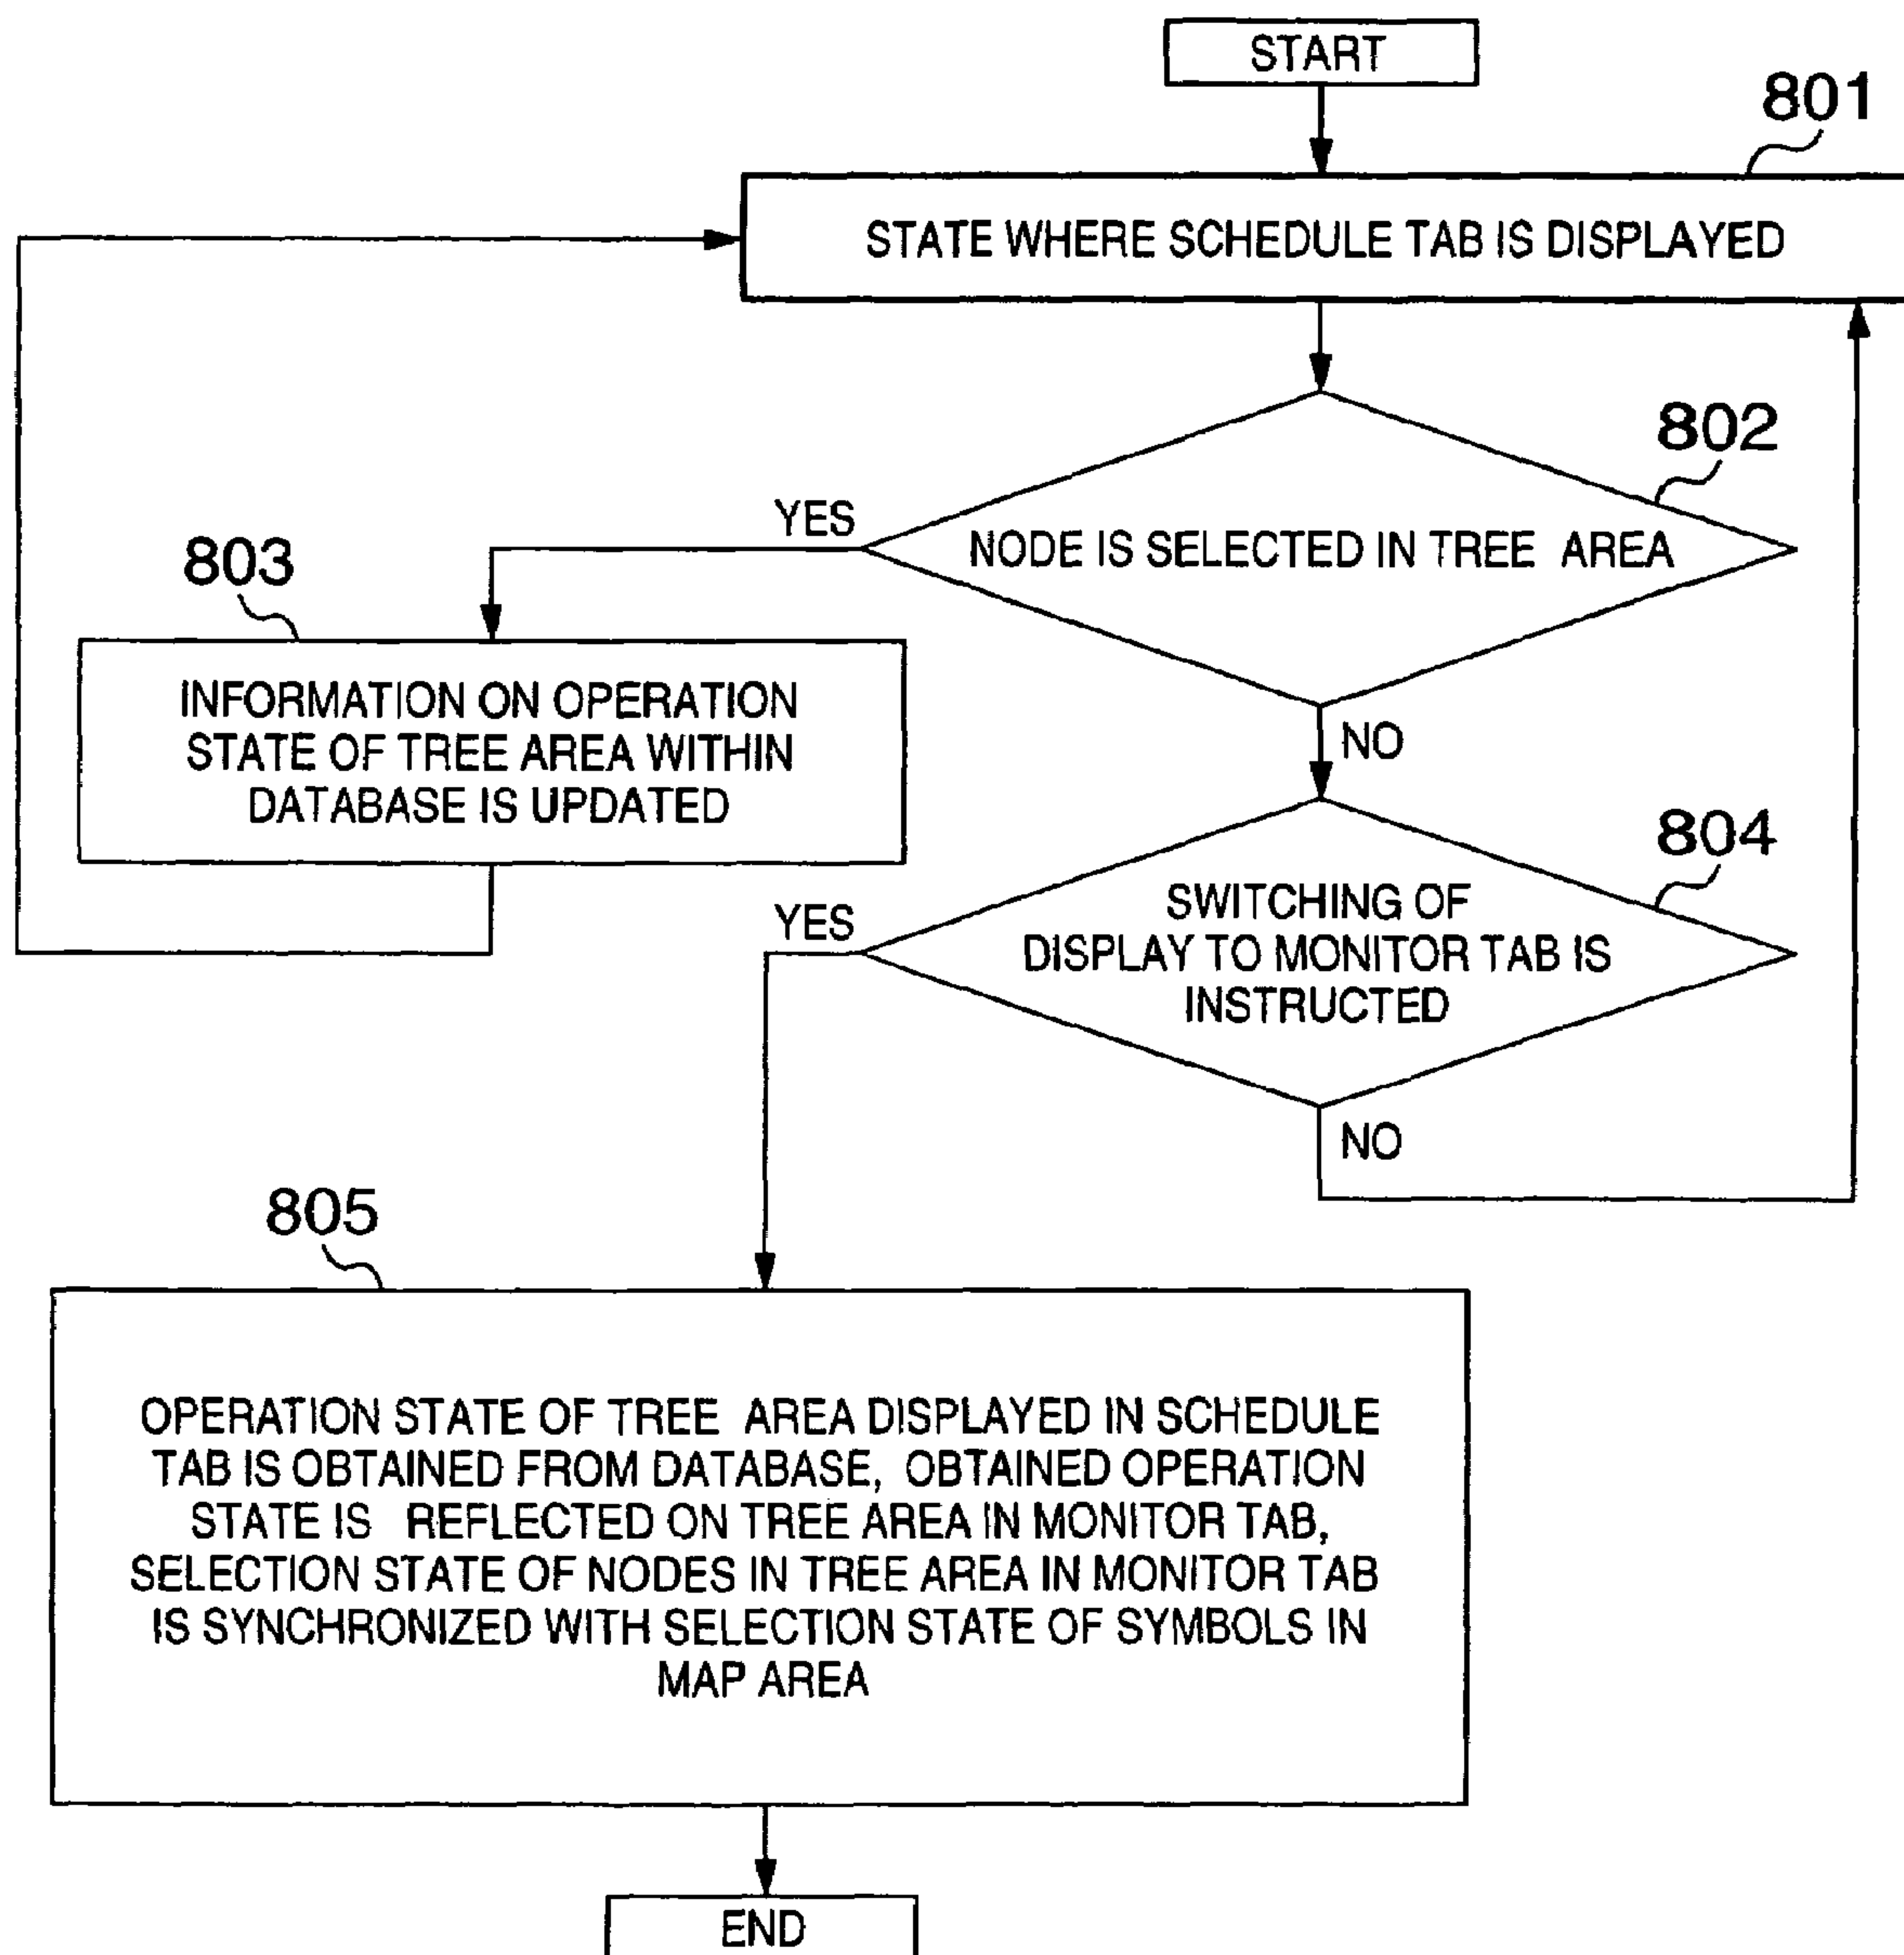 START
801
STATE WHERE SCHEDULE TAB IS DISPLAYED
802
YES
NODE IS SELECTED IN TREE AREA
803
INFORMATION ON OPERATION
STATE OF TREE AREA WITHIN
DATABASE IS UPDATED
NO
804
YES
SWITCHING OF
DISPLAY TO MONITOR TAB IS
INSTRUCTED
NO
805
OPERATION STATE OF TREE AREA DISPLAYED IN SCHEDULE
TAB IS OBTAINED FROM DATABASE, OBTAINED OPERATION
STATE IS REFLECTED ON TREE AREA IN MONITOR TAB,
SELECTION STATE OF NODES IN TREE AREA IN MONITOR TAB
IS SYNCHRONIZED WITH SELECTION STATE OF SYMBOLS IN
MAP AREA
END